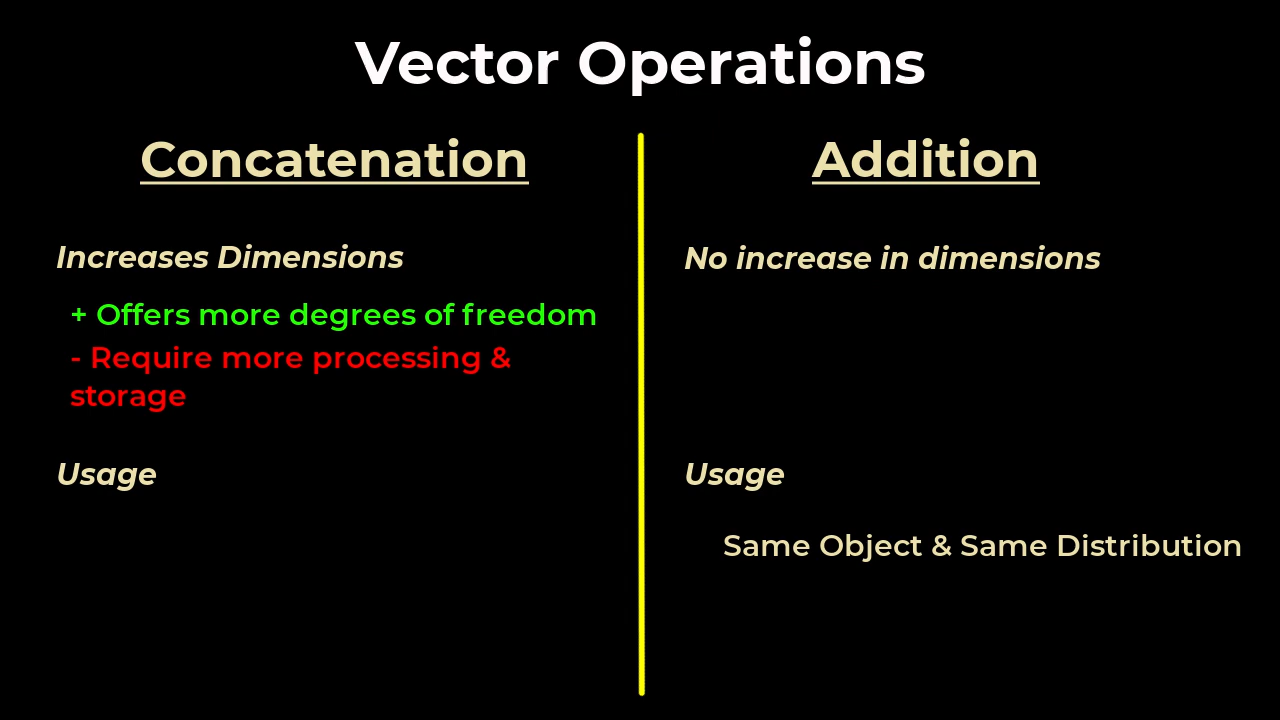 Vector Operations
Concatenation
Increases Dimensions
+ Offers more degrees of freedom
- Require more processing &
storage
Usage
Addition
No increase in dimensions
Usage
Same Object & Same Distribution